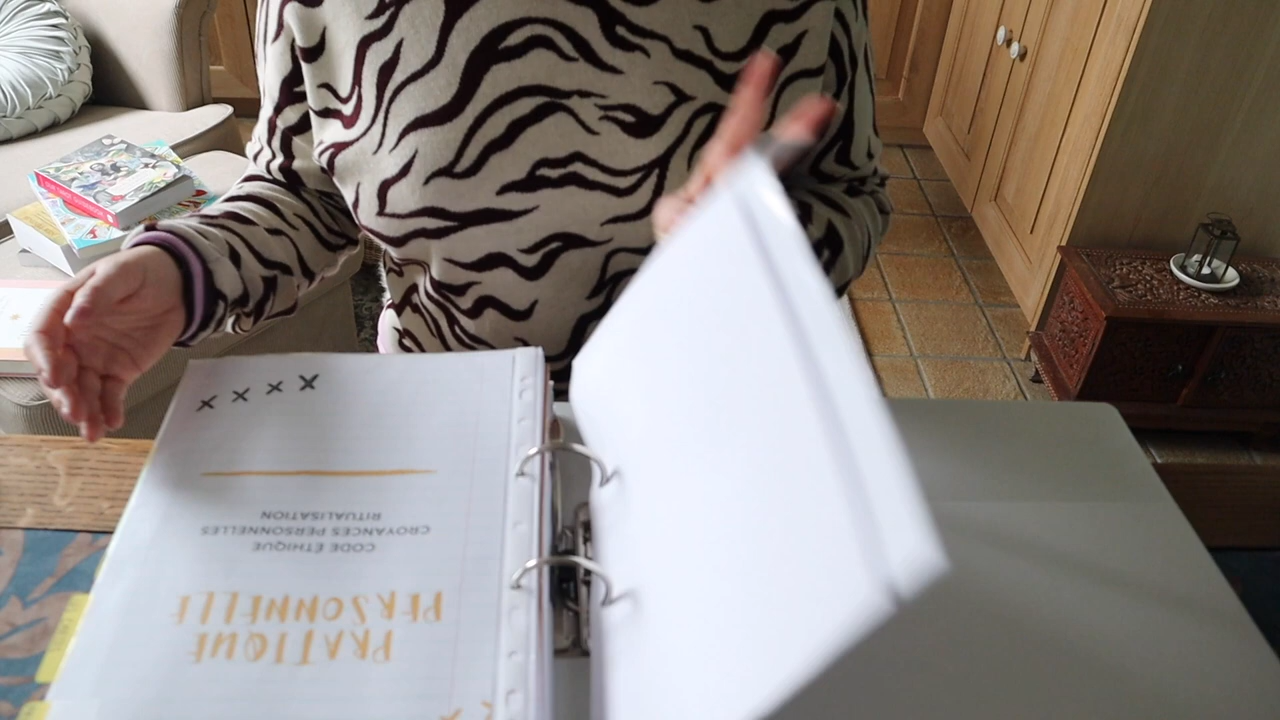 PRATIQUE
PERSONNELLE
CODE ÉTHIQUE
CROYANCES PERSONNELLES
RITUALISATION